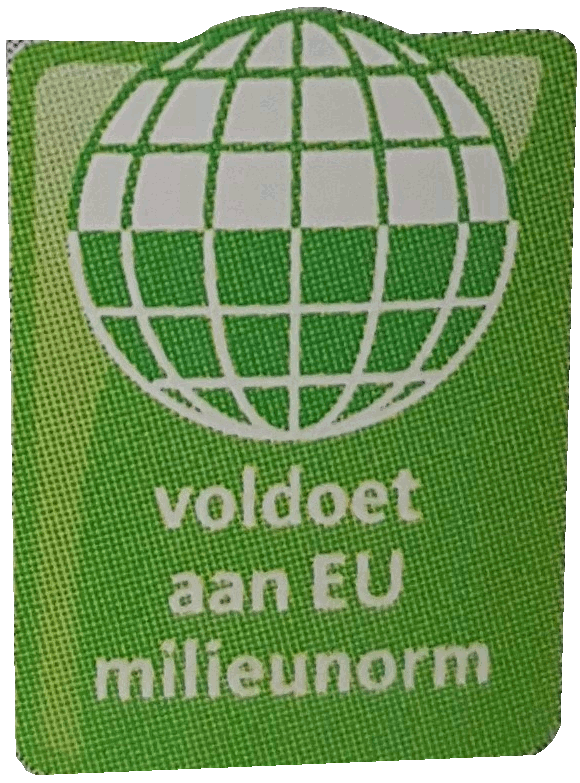 voldoet
aan EU
milieunorm